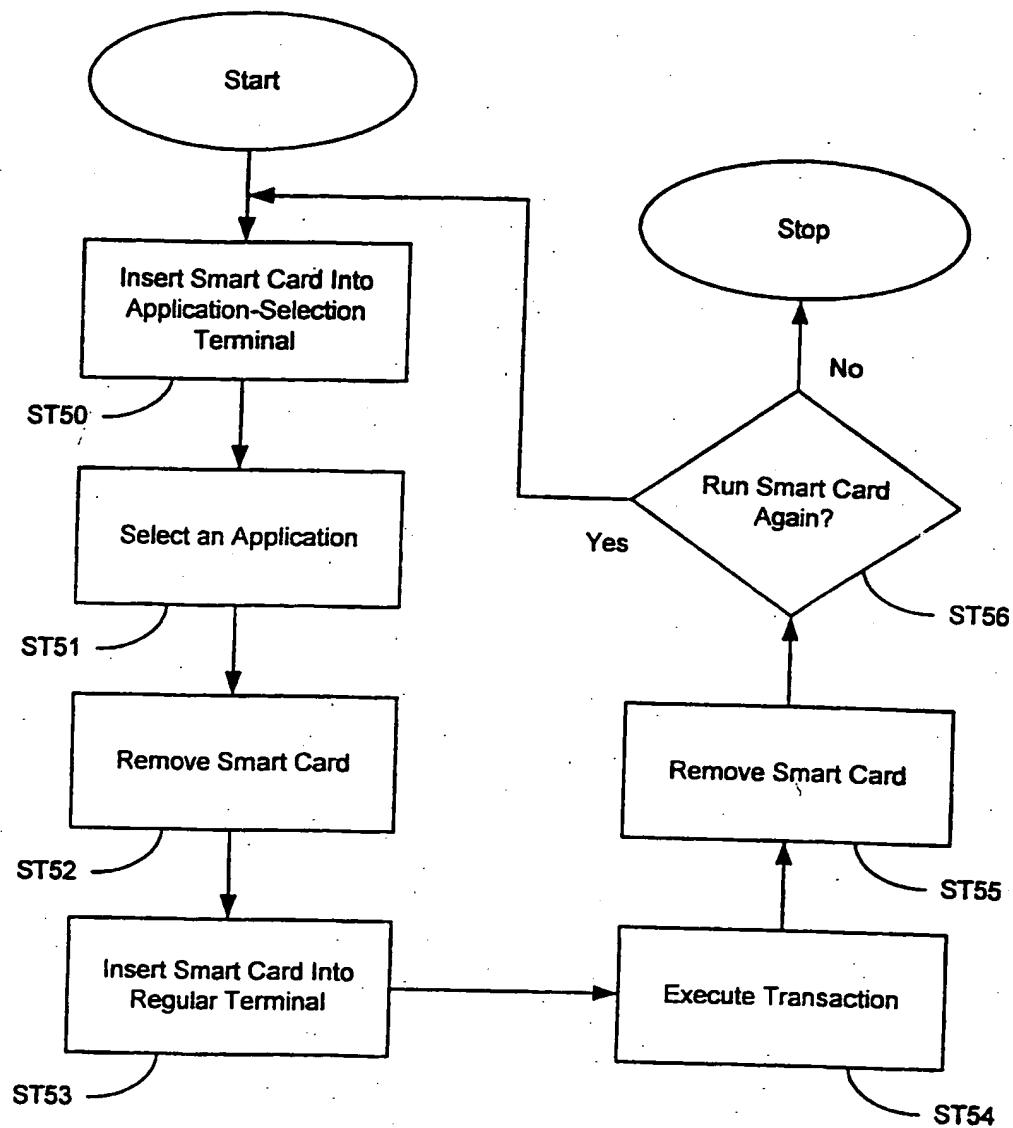 Start
Insert Smart Card Into
Application-Selection
Terminal
ST50
Select an Application
ST51
Remove Smart Card
ST52
Insert Smart Card Into
Regular Terminal
ST53
Execute Transaction
ST54
Remove Smart Card
ST55
Run Smart Card
Again?
ST56
Yes
No
Stop